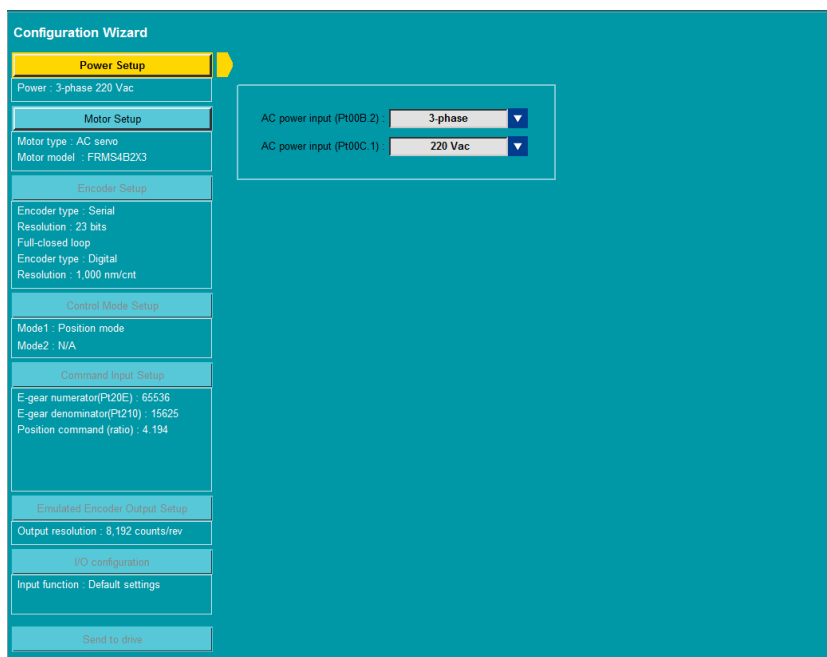 Configuration Wizard
Power Setup
Power : 3-phase 220 Vac
Motor Setup
Motor type : AC servo
Motor model : FRMS4B2X3
Encoder Setup
Encoder type : Serial
Resolution : 23 bits
Full-closed loop
Encoder type : Digital
Resolution : 1,000 nm/cnt
Control Mode Setup
Mode1 : Position mode
Mode2 : N/A
Command Input Setup
E-gear numerator(Pt20E) : 65536
E-gear denominator(Pt210) : 15625
Position command (ratio) : 4.194
Emulated Encoder Output Setup
Output resolution : 8,192 counts/rev
I/O configuration
Input function : Default settings
Send to drive
AC power input (Pt00B.2) : 3-phase
AC power input (Pt00C.1) : 220 Vac